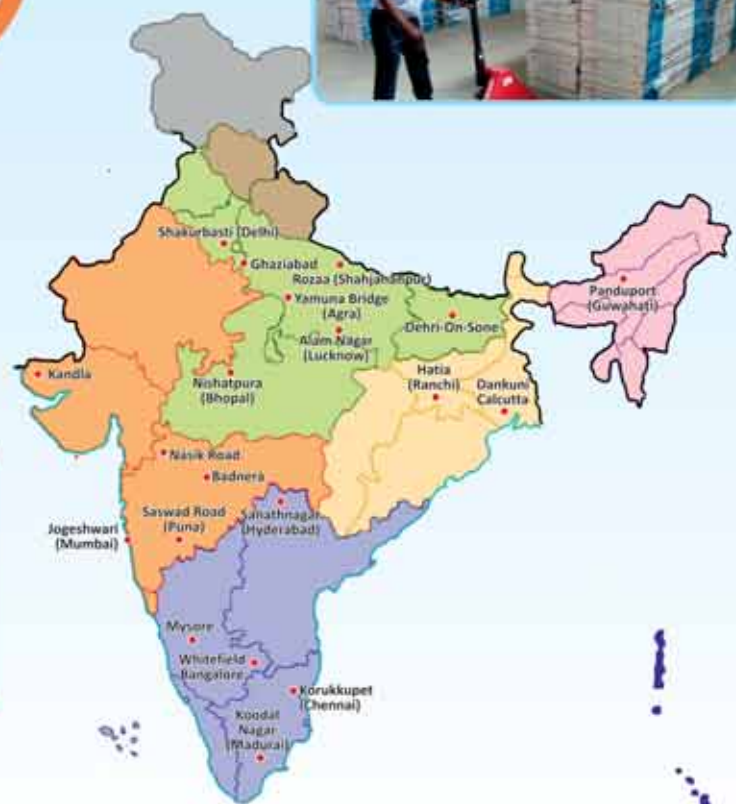 Shakurbasti (Delhi)
Ghaziabad
Rozaa (Shahjahanpur)
Yamuna Bridge
(Agra)
Panduport
(Guwahati)
Dehri-On-Sone
Alam Nagar
(Lucknow)
Kandla
Nishatpura
(Bhopal)
Hatia
(Ranchi)
Dankuni
Calcutta
Nasik Road
Badnera
Saswad Road
(Puna)
Sanathnagar
(Hyderabad)
Jogeshwari
(Mumbai)
Mysore
Whitefield
Bangalore
Korukkupet
(Chennai)
Koodal
Nagar
(Madurai)